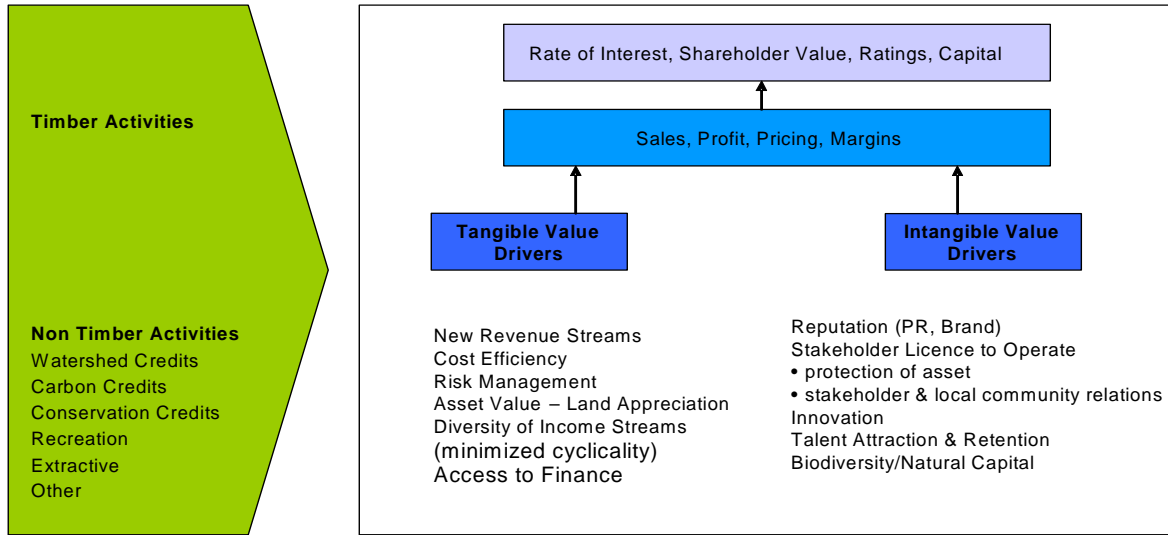 Timber Activities
Non Timber Activities
Watershed Credits
Carbon Credits
Conservation Credits
Recreation
Extractive
Other
Rate of Interest, Shareholder Value, Ratings, Capital
Sales, Profit, Pricing, Margins
Tangible Value
Drivers
Intangible Value
Drivers
New Revenue Streams
Cost Efficiency
Risk Management
Asset Value – Land Appreciation
Diversity of Income Streams
(minimized cyclicality)
Access to Finance
Reputation (PR, Brand)
Stakeholder Licence to Operate
• protection of asset
• stakeholder & local community relations
Innovation
Talent Attraction & Retention
Biodiversity/Natural Capital